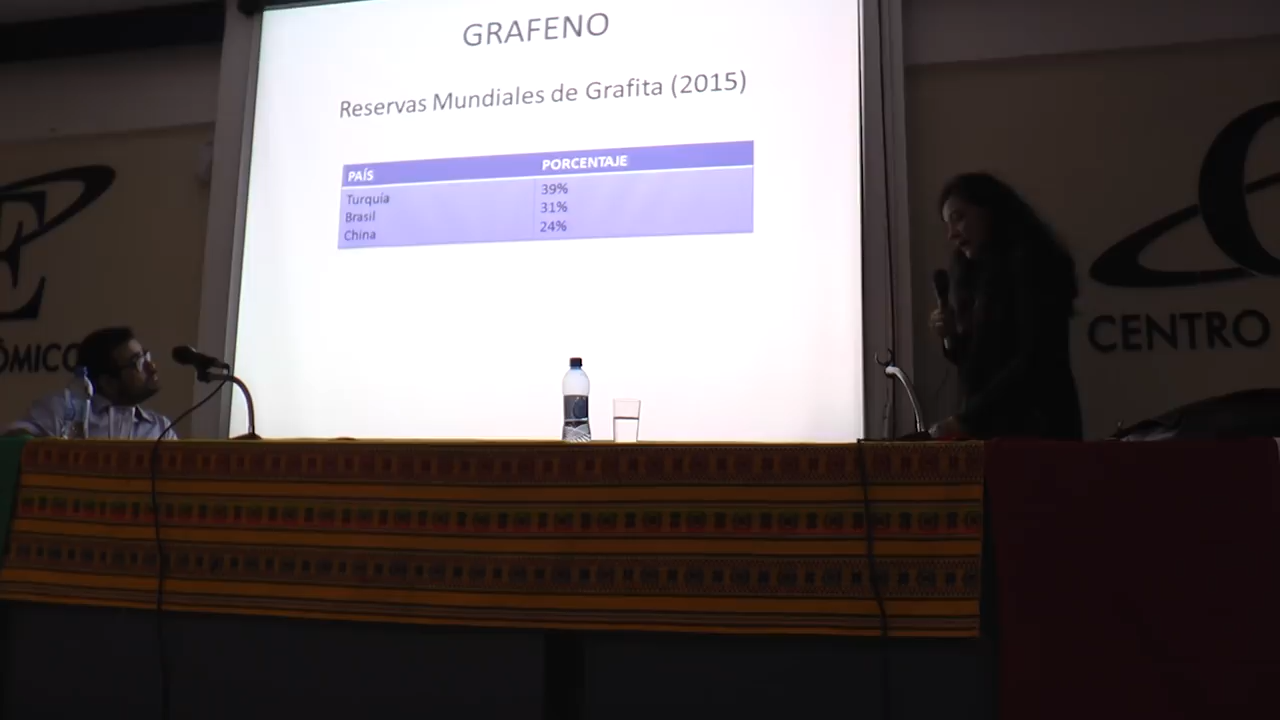 GRAFENO
Reservas Mundiales de Grafita (2015)
PAÍS PORCENTAJE
Turquía 39%
Brasil 31%
China 24%
ÓMICO
CENTRO